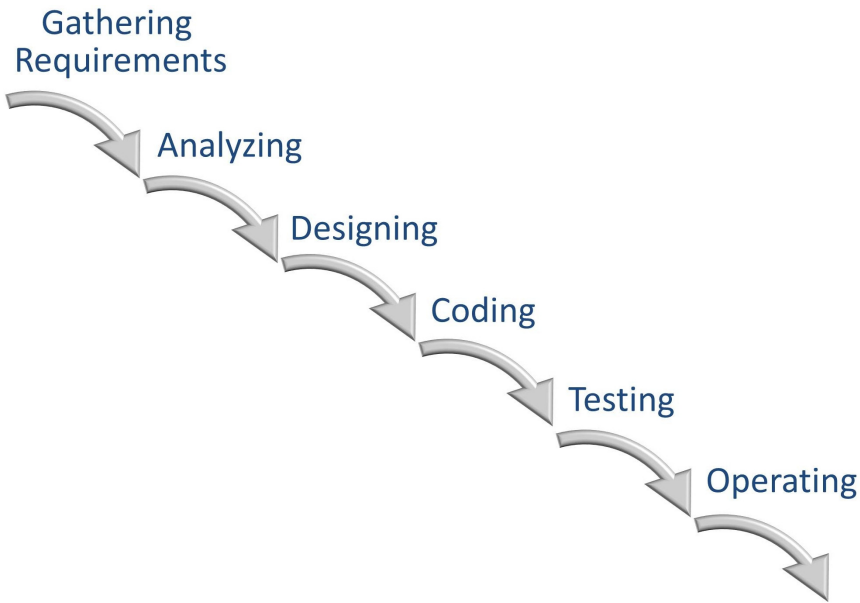 Gathering
Requirements
Analyzing
Designing
Coding
Testing
Operating